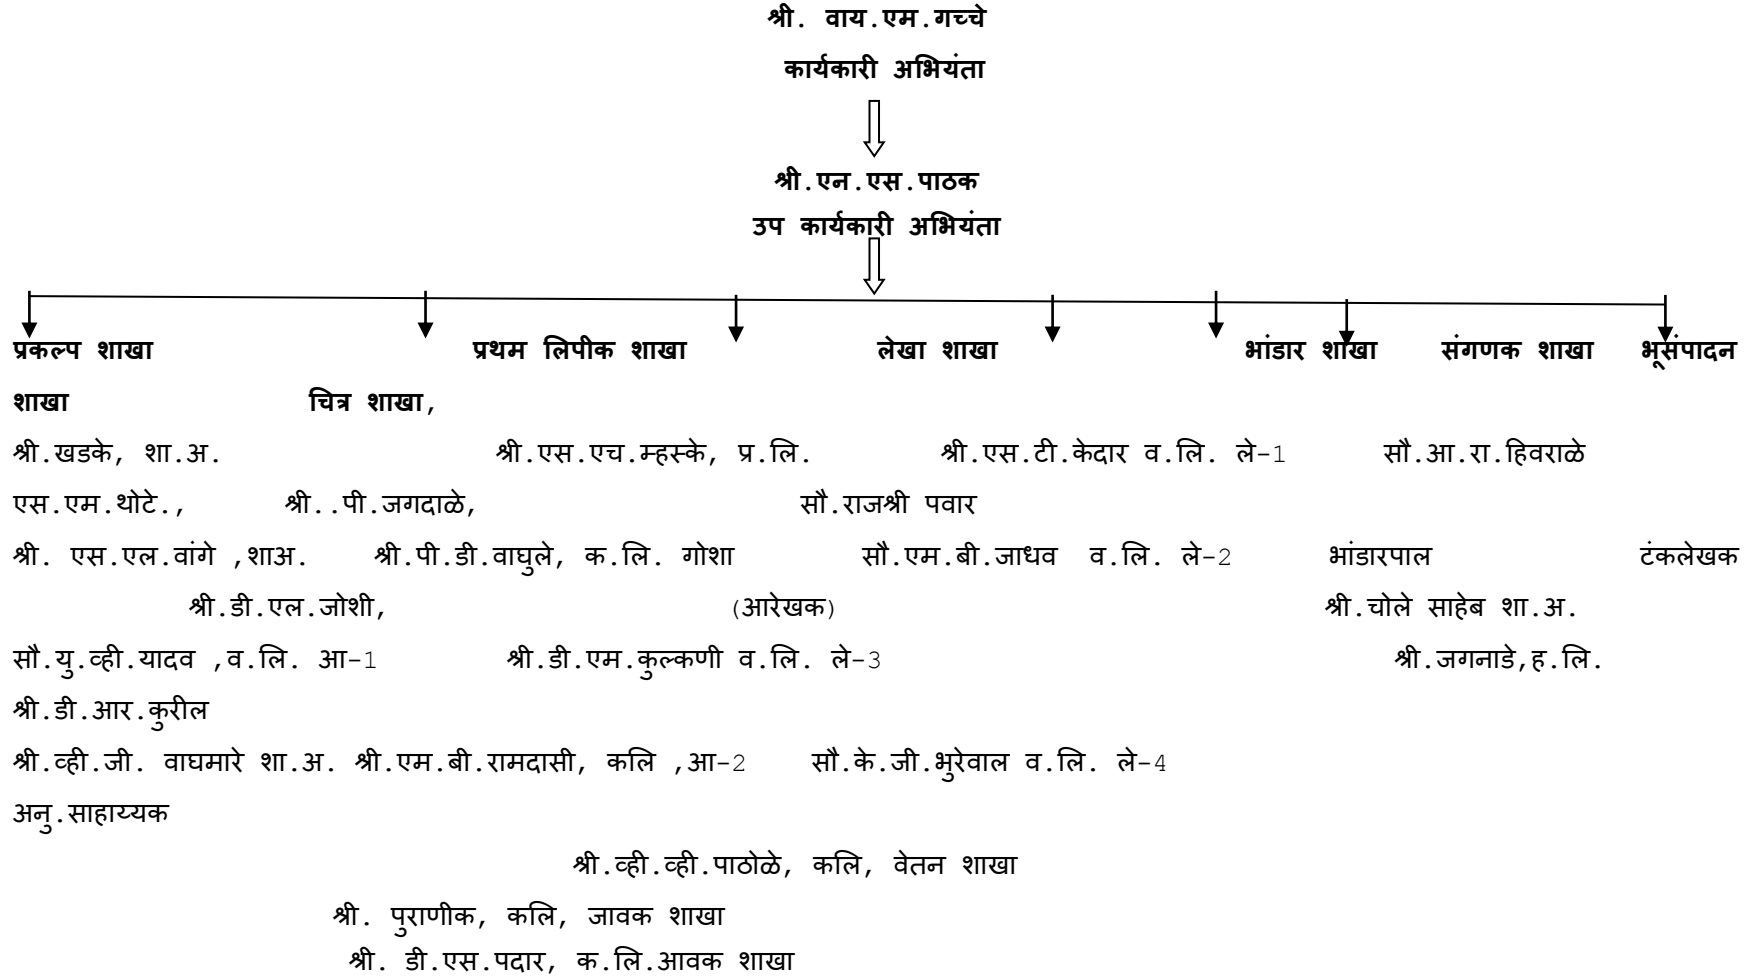 श्री. वाय.एम.गच्चे
कार्यकारी अभियंता
श्री.एन.एस.पाठक
उप कार्यकारी अभियंता
प्रकल्प शाखा प्रथम लिपीक शाखा लेखा शाखा भांडार शाखा संगणक शाखा भूसंपादन
शाखा चित्र शाखा,
श्री.खडके, शा.अ. श्री.एस.एच.म्हस्के, प्र.लि. श्री.एस.टी.केदार व.लि. ले-1 सौ.आ.रा.हिवराळे
एस.एम.थोटे., श्री..पी.जगदाळे, सौ.राजश्री पवार
श्री. एस.एल.वांगे ,शाअ. श्री.पी.डी.वाघुले, क.लि. गोशा सौ.एम.बी.जाधव व.लि. ले-2 भांडारपाल टंकलेखक
श्री.डी.एल.जोशी, (आरेखक) श्री.चोले साहेब शा.अ.
सौ.यु.व्ही.यादव ,व.लि. आ-1 श्री.डी.एम.कुल्कणी व.लि. ले-3 श्री.जगनाडे,ह.लि.
श्री.डी.आर.कुरील
श्री.व्ही.जी. वाघमारे शा.अ. श्री.एम.बी.रामदासी, कलि ,आ-2 सौ.के.जी.भुरेवाल व.लि. ले-4
अनु.साहाय्यक
श्री.व्ही.व्ही.पाठोळे, कलि, वेतन शाखा
श्री. पुराणीक, कलि, जावक शाखा
श्री. डी.एस.पदार, क.लि.आवक शाखा